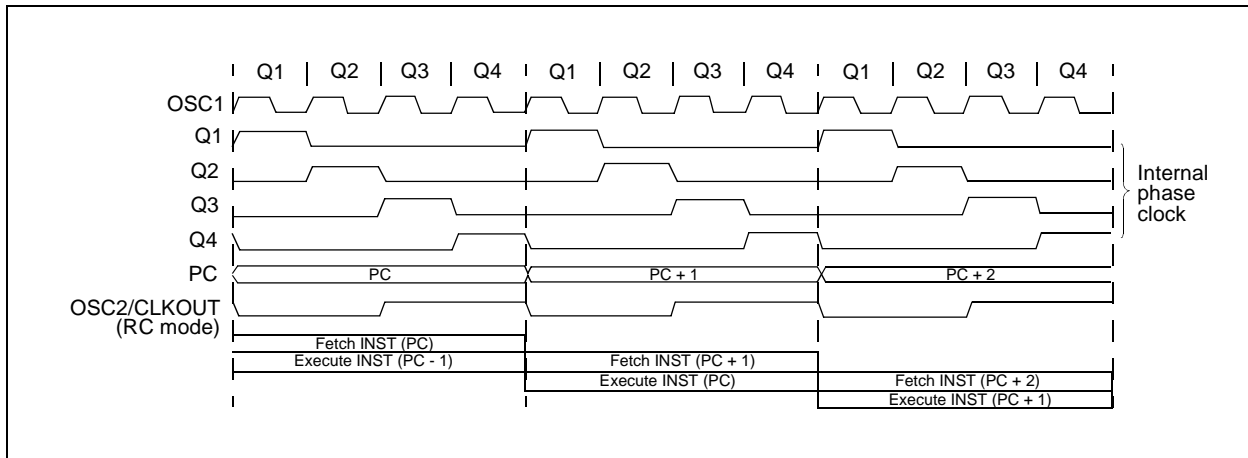 Q1 Q2 Q3 Q4 Q1 Q2 Q3 Q4 Q1 Q2 Q3 Q4
OSC1
Q1
Q2
Q3
Q4
Internal
phase
clock
PC
PC PC + 1 PC + 2
OSC2/CLKOUT
(RC mode)
Fetch INST (PC)
Execute INST (PC - 1) Fetch INST (PC + 1)
Execute INST (PC) Fetch INST (PC + 2)
Execute INST (PC + 1)